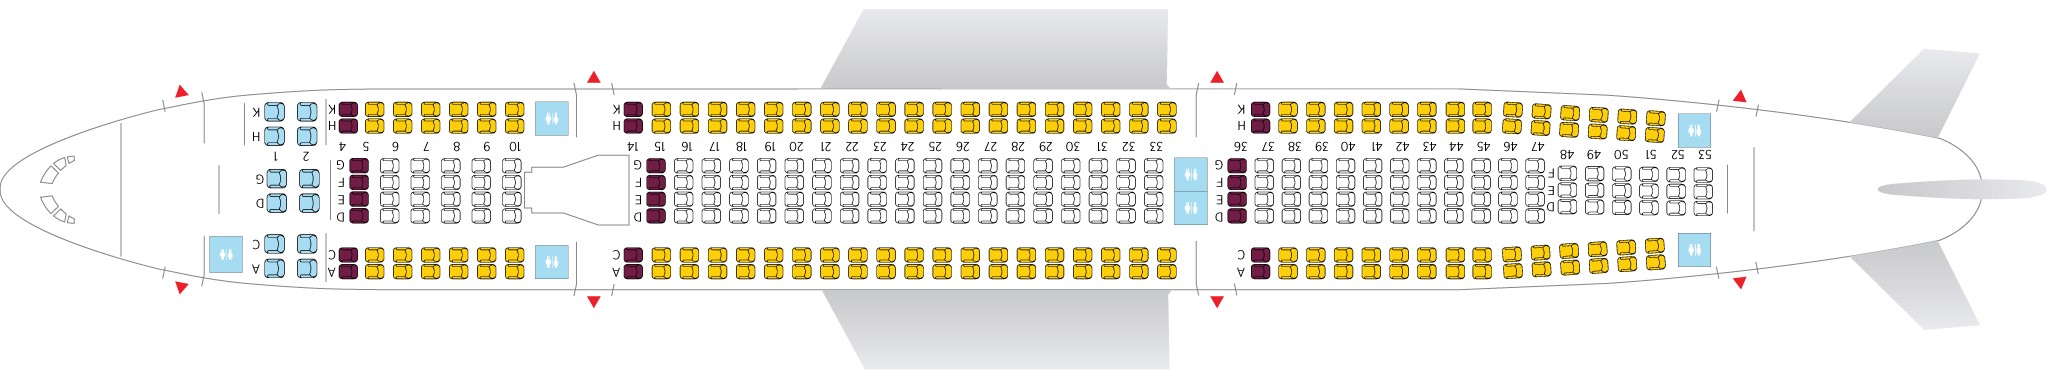 K K K K
H H H H
1 2 4 5 6 7 8 9 10 14 15 16 17 18 19 20 21 22 23 24 25 26 27 28 29 30 31 32 33 36 37 38 39 40 41 42 43 44 45 46 47 48 49 50 51 52 53
G G G G
F F F F
E E E E
D D D D D
C C C C
A A A A